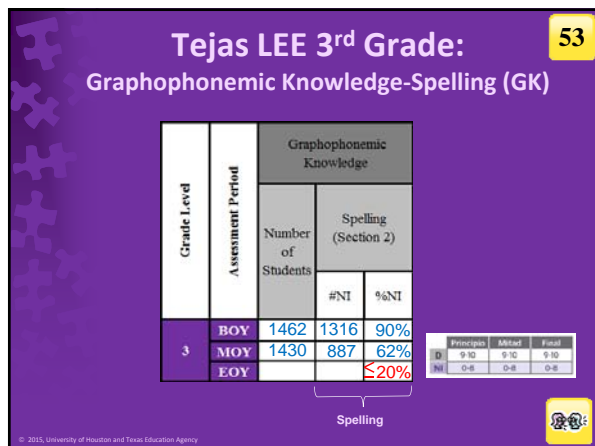 Tejas LEE 3rd Grade:
53
Graphophonemic Knowledge-Spelling (GK)
Grade Level
Assessment Period
Graphophonemic
Knowledge
Number
of
Students
Spelling
(Section 2)
#NI
%NI
3
BOY 1462 1316 90%
MOY 1430 887 62%
EOY ≤20%
Spelling
Principio Mitad Final
D 9-10 9-10 9-10
NI 0-8 0-8 0-8
© 2015, University of Houston and Texas Education Agency